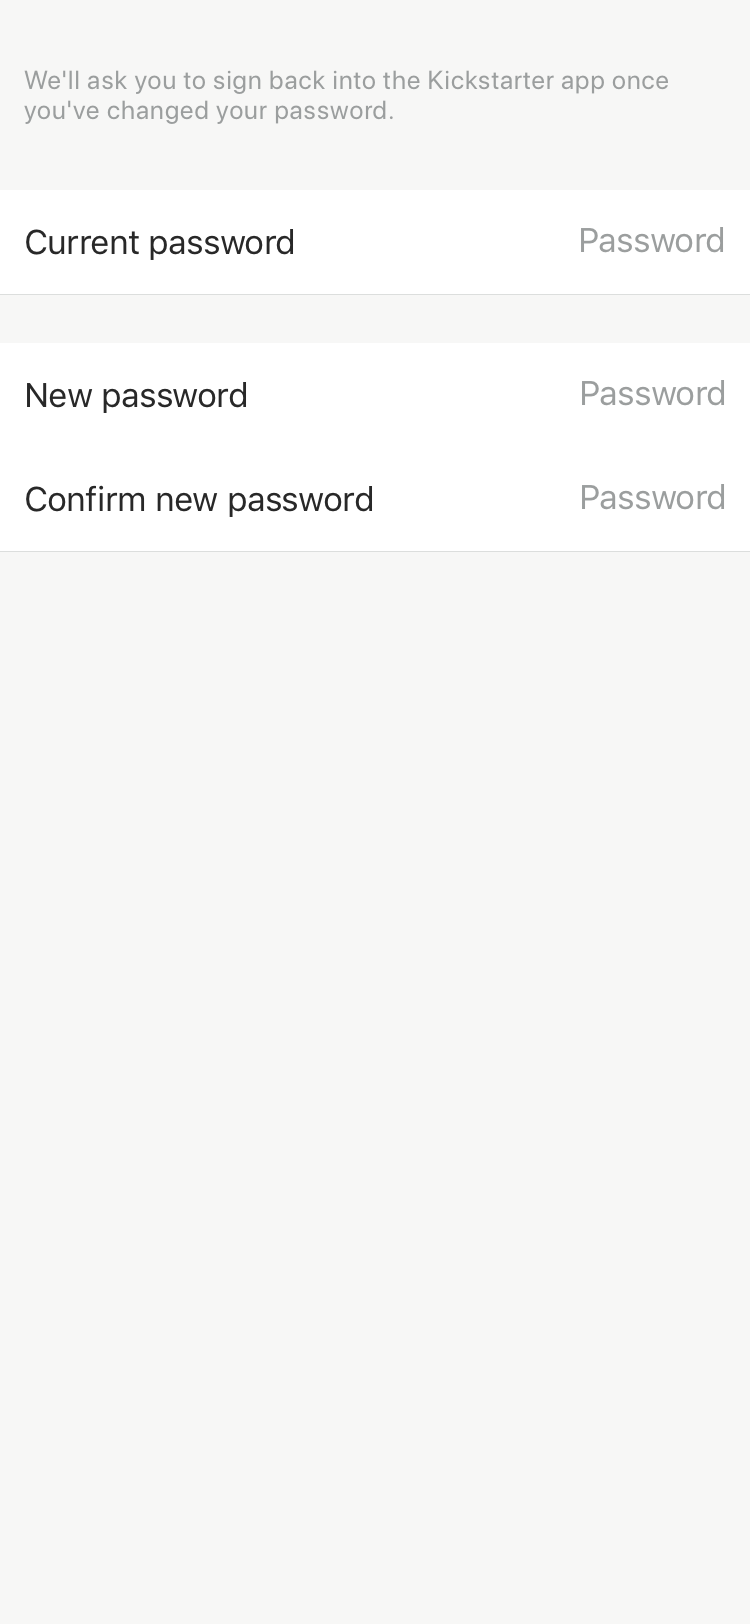 We'll ask you to sign back into the Kickstarter app once
you've changed your password.
Current password Password
New password Password
Confirm new password Password